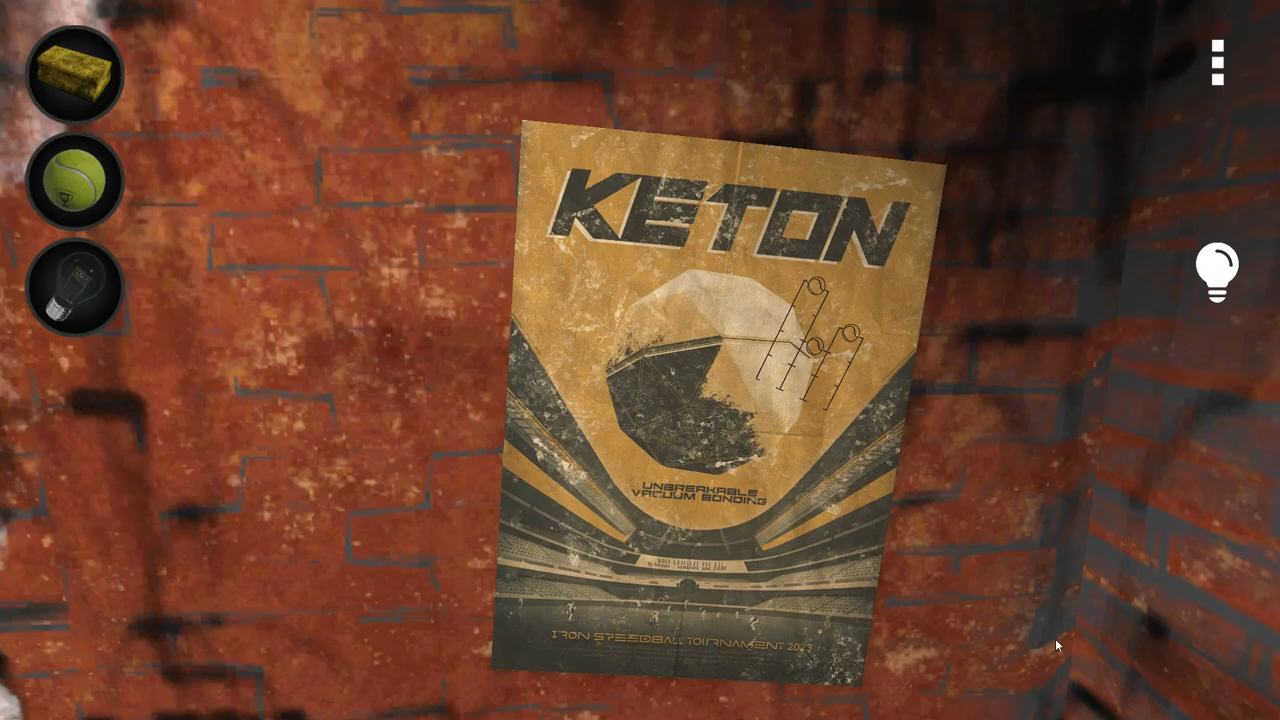 KETON
UNBREAKABLE
VACUUM BONDING
IRON SPEEDBALL TOURNAMENT 2023